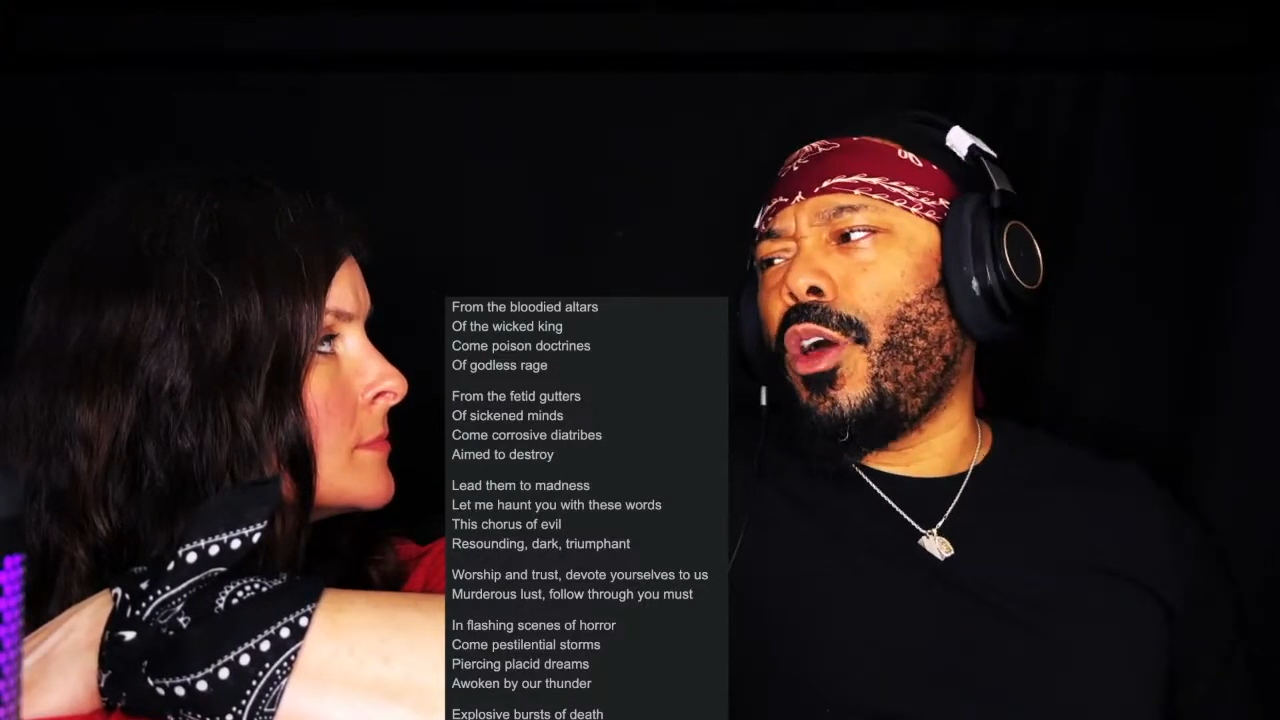 From the bloodied altars
Of the wicked king
Come poison doctrines
Of godless rage
From the fetid gutters
Of sickened minds
Come corrosive diatribes
Aimed to destroy
Lead them to madness
Let me haunt you with these words
This chorus of evil
Resounding, dark, triumphant
Worship and trust, devote yourselves to us
Murderous lust, follow through you must
In flashing scenes of horror
Come pestilential storms
Piercing placid dreams
Awoken by our thunder
Explosive bursts of death